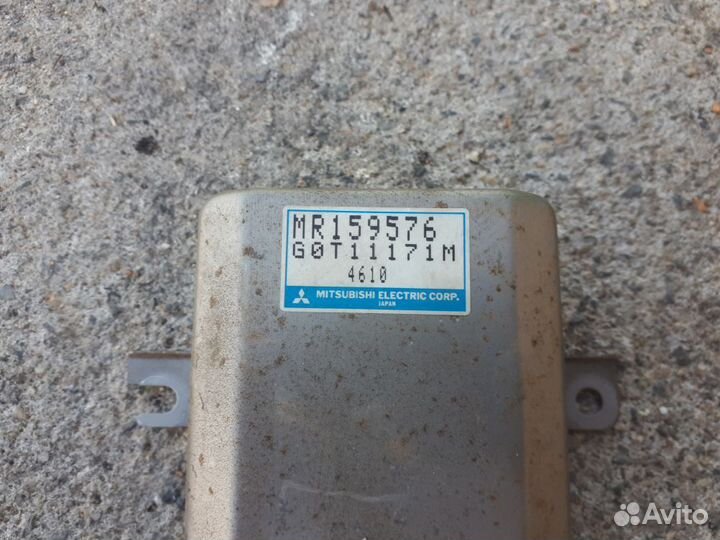 MR159576
G0T11171M
4610
MITSUBISHI ELECTRIC CORP.
JAPAN
Avito